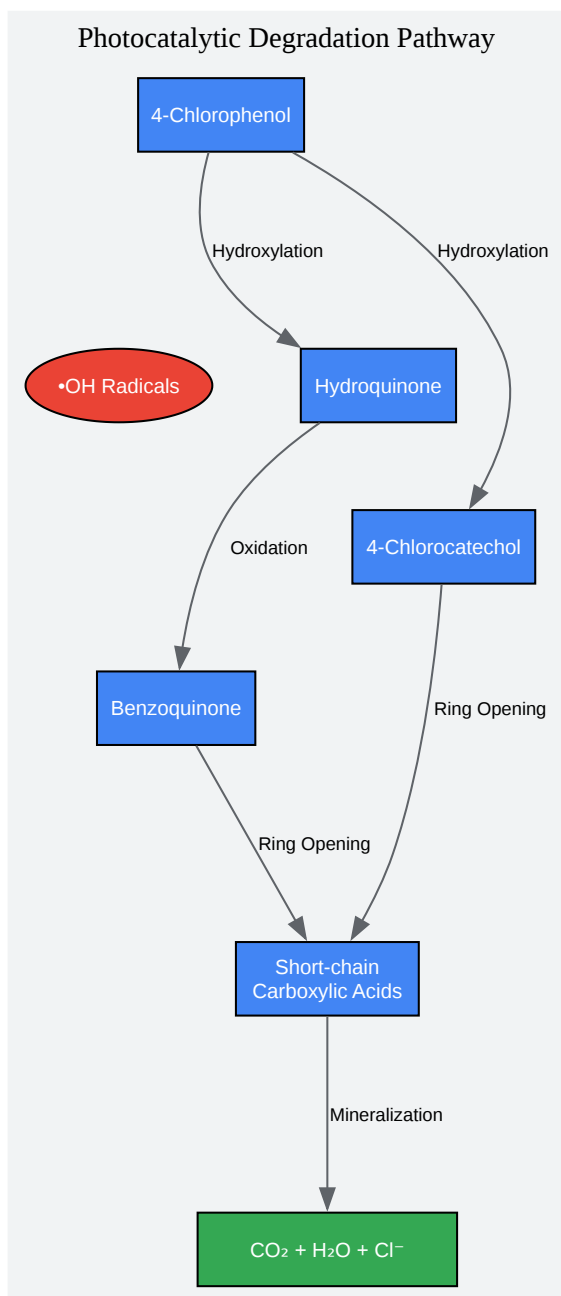 Photocatalytic Degradation Pathway
4-Chlorophenol
Hydroxylation
Hydroxylation
•OH Radicals
Hydroquinone
Oxidation
4-Chlorocatechol
Benzoquinone
Ring Opening
Ring Opening
Short-chain
Carboxylic Acids
Mineralization
CO₂ + H₂O + Cl⁻